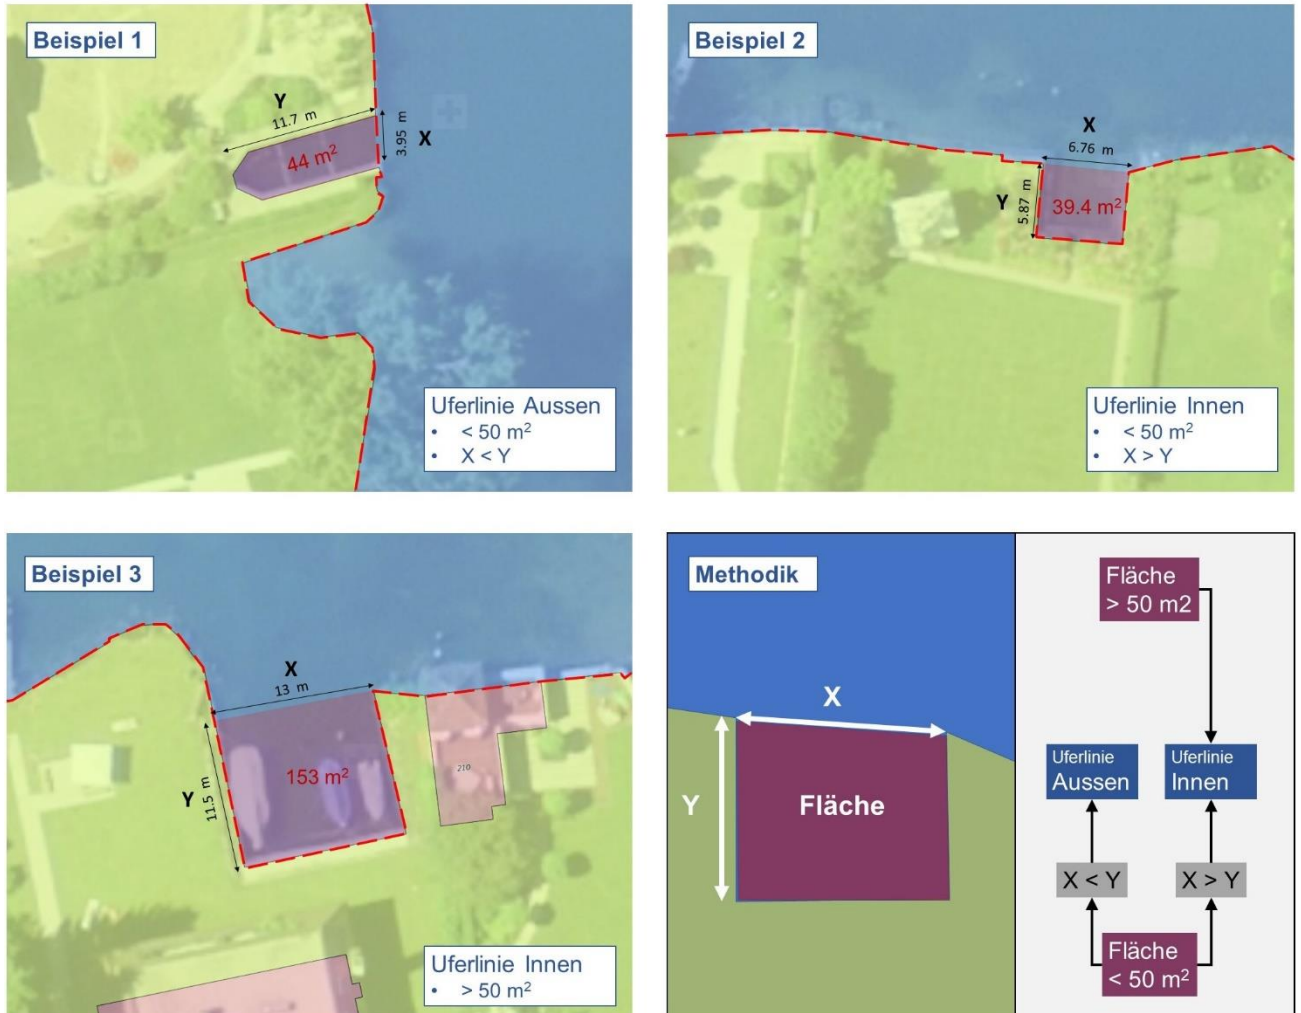 Beispiel 1
Y
11.7 m
44 m²
3.95 m
X
Uferlinie Aussen
• < 50 m²
• X < Y
Beispiel 2
X
6.76 m
Y
5.87 m
39.4 m²
Uferlinie Innen
• < 50 m²
• X > Y
Beispiel 3
X
13 m
Y
11.5 m
153 m²
210
Uferlinie Innen
• > 50 m²
Methodik
X
Y
Fläche
Fläche
> 50 m2
Uferlinie
Aussen
Uferlinie
Innen
X < Y
X > Y
Fläche
< 50 m²